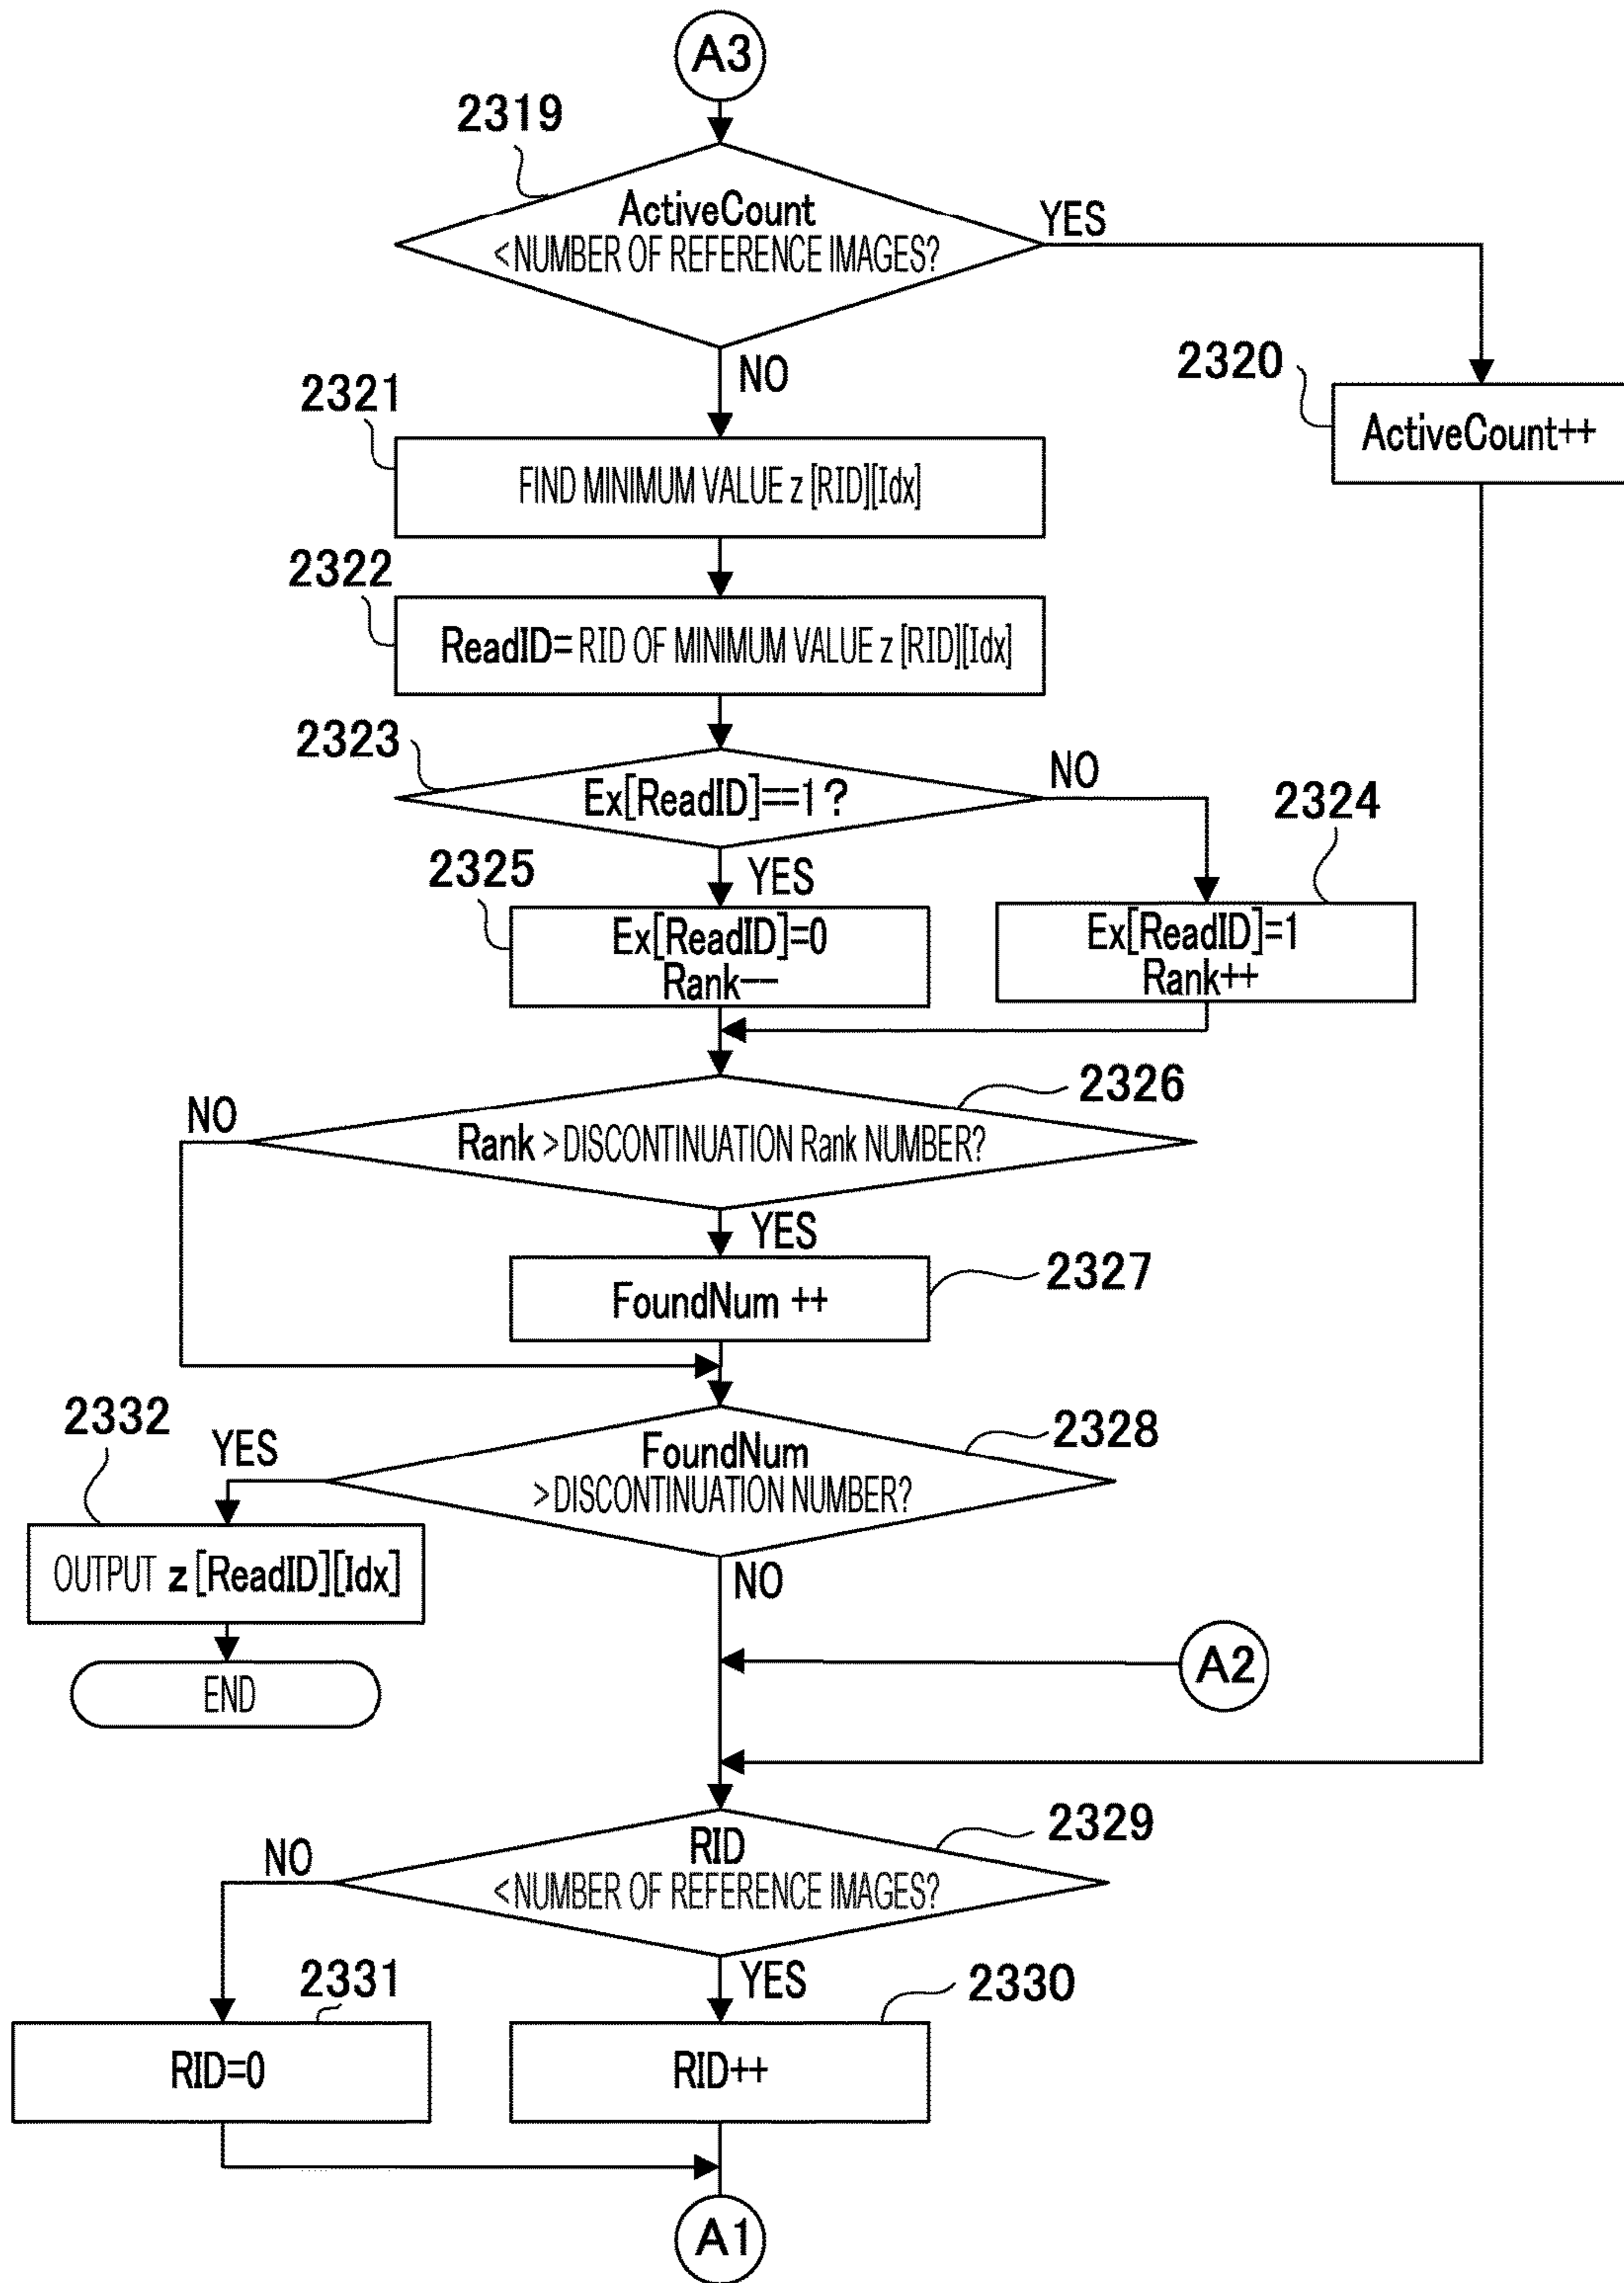 A3
2319
ActiveCount
< NUMBER OF REFERENCE IMAGES?
YES
NO
2320
ActiveCount++
2321
FIND MINIMUM VALUE z [RID][Idx]
2322
ReadID= RID OF MINIMUM VALUE z [RID][Idx]
2323
Ex[ReadID]==1?
NO
2324
YES
2325
Ex[ReadID]=0
Rank--
Ex[ReadID]=1
Rank++
2326
NO
Rank > DISCONTINUATION Rank NUMBER?
YES
2327
FoundNum ++
2332
YES
2328
FoundNum
> DISCONTINUATION NUMBER?
OUTPUT z [ReadID][Idx]
NO
A2
END
2329
NO
RID
< NUMBER OF REFERENCE IMAGES?
2331
YES
2330
RID=0
RID++
A1